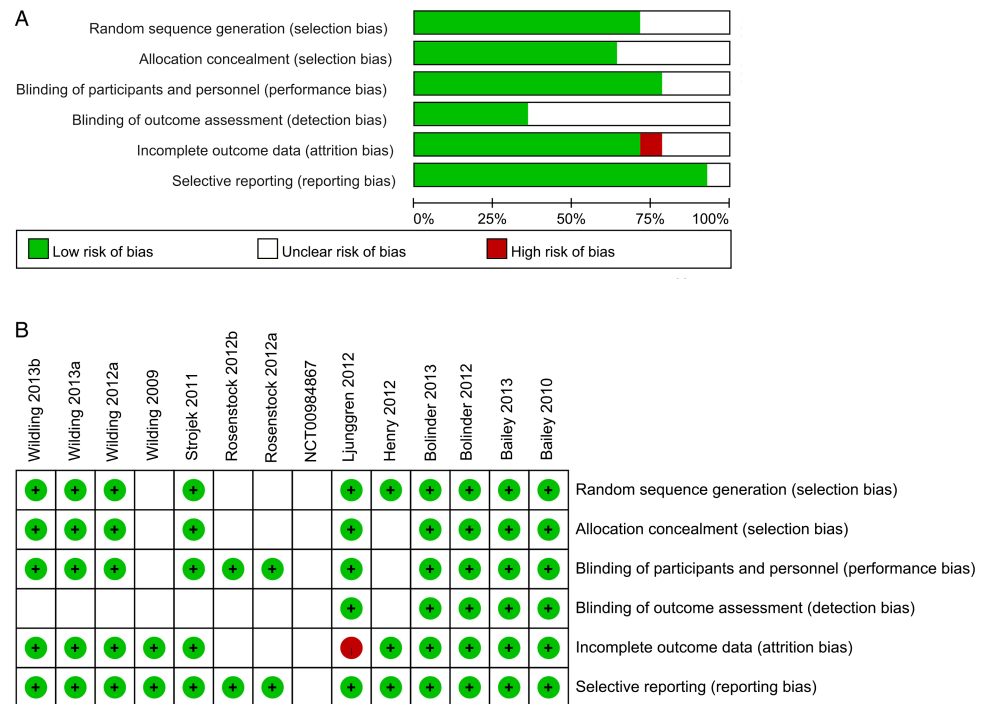 A
Random sequence generation (selection bias)
Allocation concealment (selection bias)
Blinding of participants and personnel (performance bias)
Blinding of outcome assessment (detection bias)
Incomplete outcome data (attrition bias)
Selective reporting (reporting bias)
0% 25% 50% 75% 100%
Low risk of bias Unclear risk of bias High risk of bias
B
Wildling 2013b
Wilding 2013a
Wilding 2012a
Wilding 2009
Strojek 2011
Rosenstock 2012b
Rosenstock 2012a
NCT00984867
Ljunggren 2012
Henry 2012
Bolinder 2013
Bolinder 2012
Bailey 2013
Bailey 2010
+ + + + + + + + + + Random sequence generation (selection bias)
+ + + + + + + + + Allocation concealment (selection bias)
+ + + + + + + + + + + Blinding of participants and personnel (performance bias)
+ + + + + Blinding of outcome assessment (detection bias)
+ + + + + + + + + + Incomplete outcome data (attrition bias)
+ + + + + + + + + + + + + Selective reporting (reporting bias)